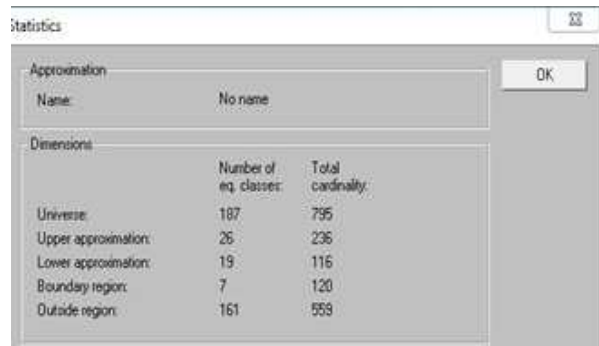 Statistics
OK
Approximation
Name: No name
Dimensions
Number of eq. classes: Total cardinality:
Universe: 187 795
Upper approximation: 26 236
Lower approximation: 19 116
Boundary region: 7 120
Outside region: 161 559